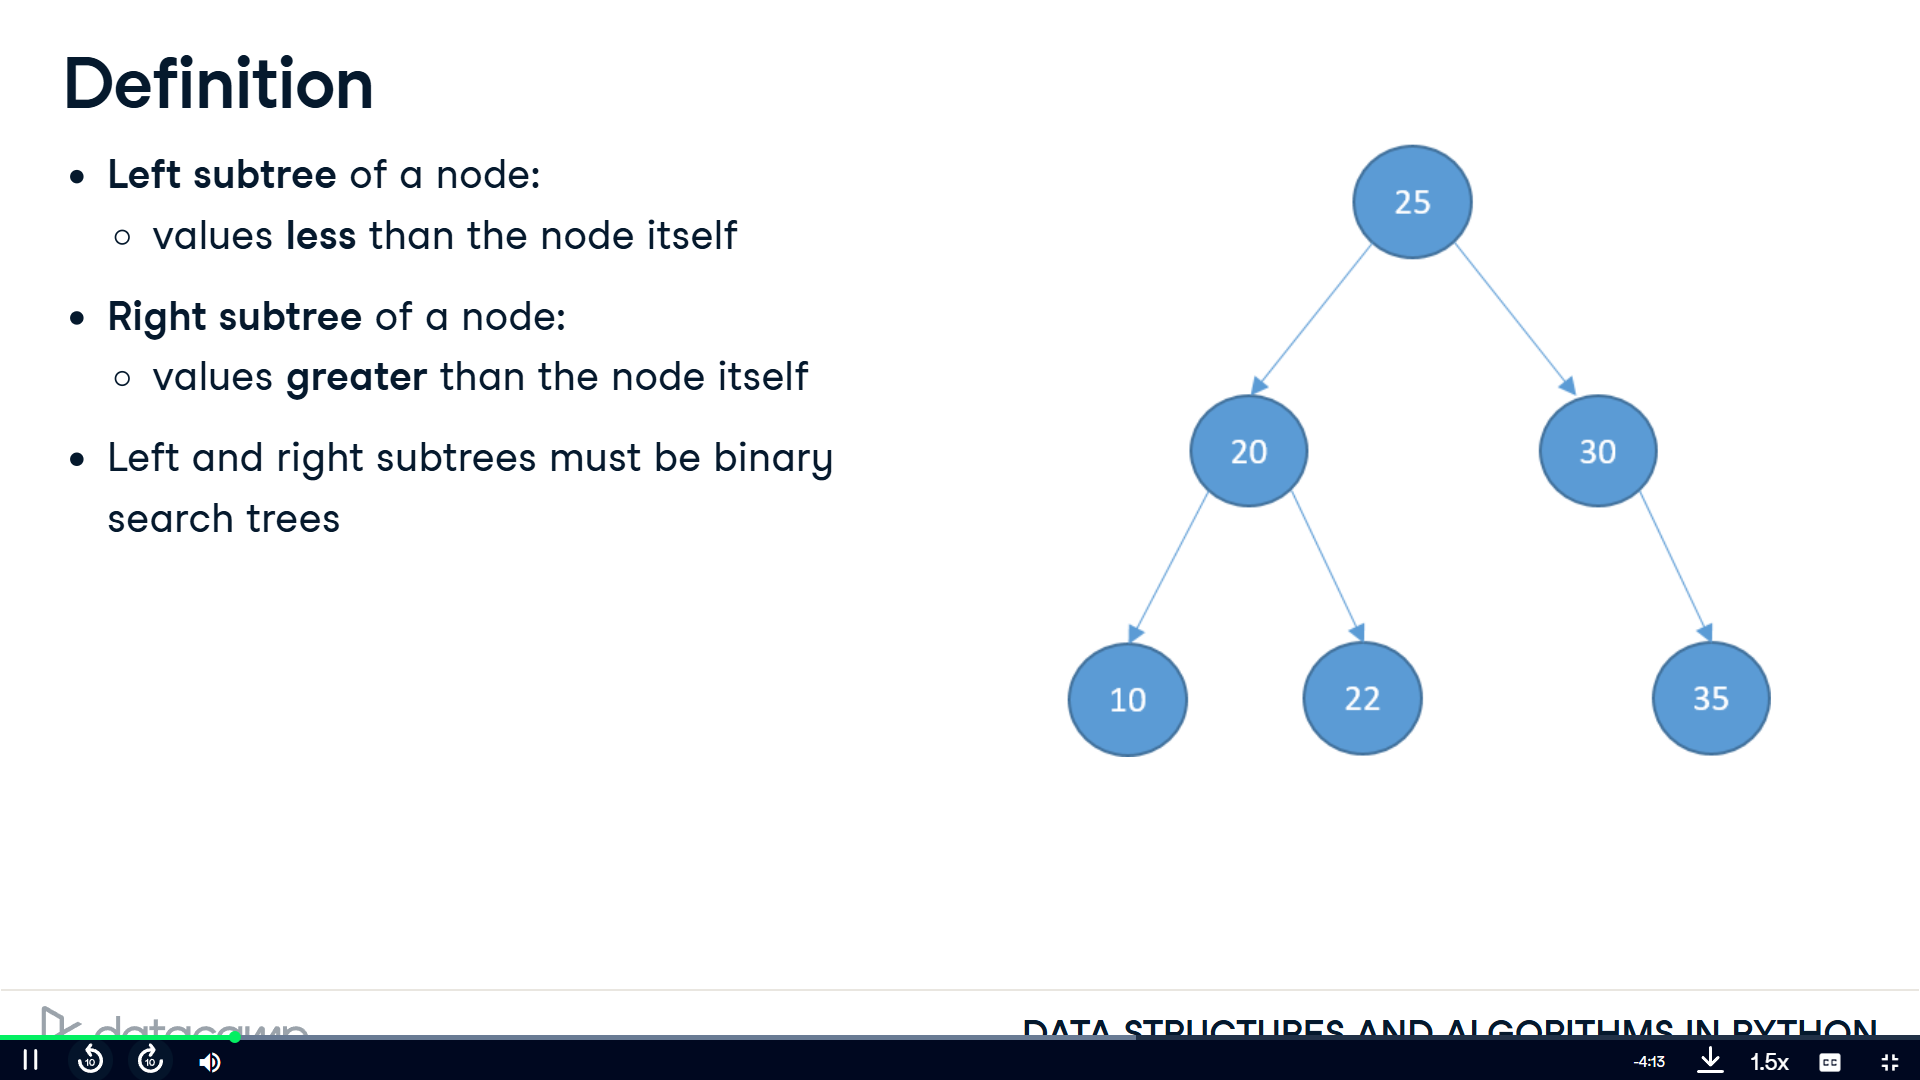 Definition
Left subtree of a node:
values less than the node itself
Right subtree of a node:
values greater than the node itself
Left and right subtrees must be binary
search trees
25
20
30
10
22
35
datacamp
DATA STRUCTURES AND ALGORITHMS IN PYTHON
10
10
-4:13
1.5x
CC